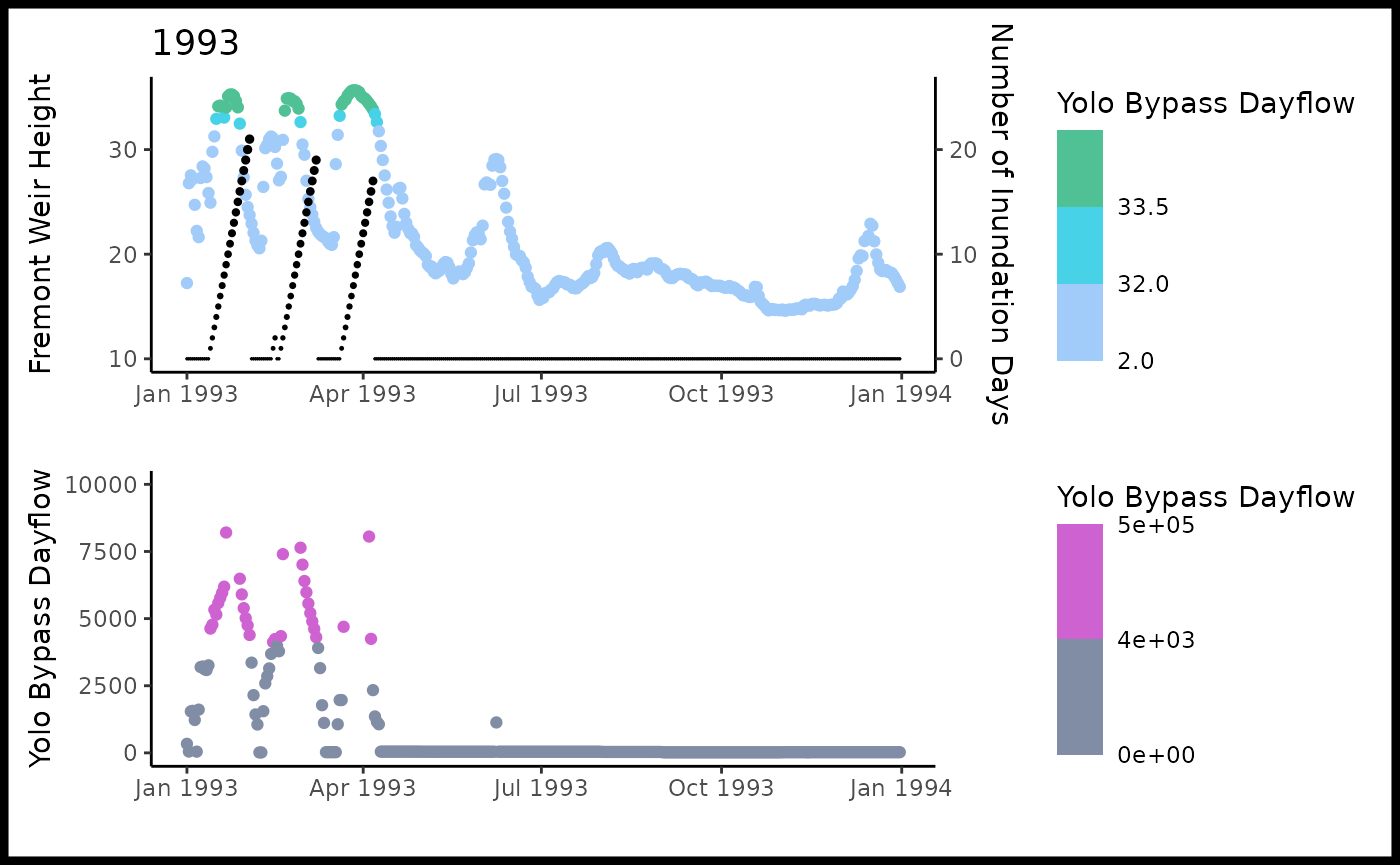 1993
Fremont Weir Height
30
20
10
20
10
0
Number of Inundation Days
Jan 1993
Apr 1993
Jul 1993
Oct 1993
Jan 1994
Yolo Bypass Dayflow
33.5
32.0
2.0
Yolo Bypass Dayflow
10000
7500
5000
2500
0
Jan 1993
Apr 1993
Jul 1993
Oct 1993
Jan 1994
Yolo Bypass Dayflow
5e+05
4e+03
0e+00